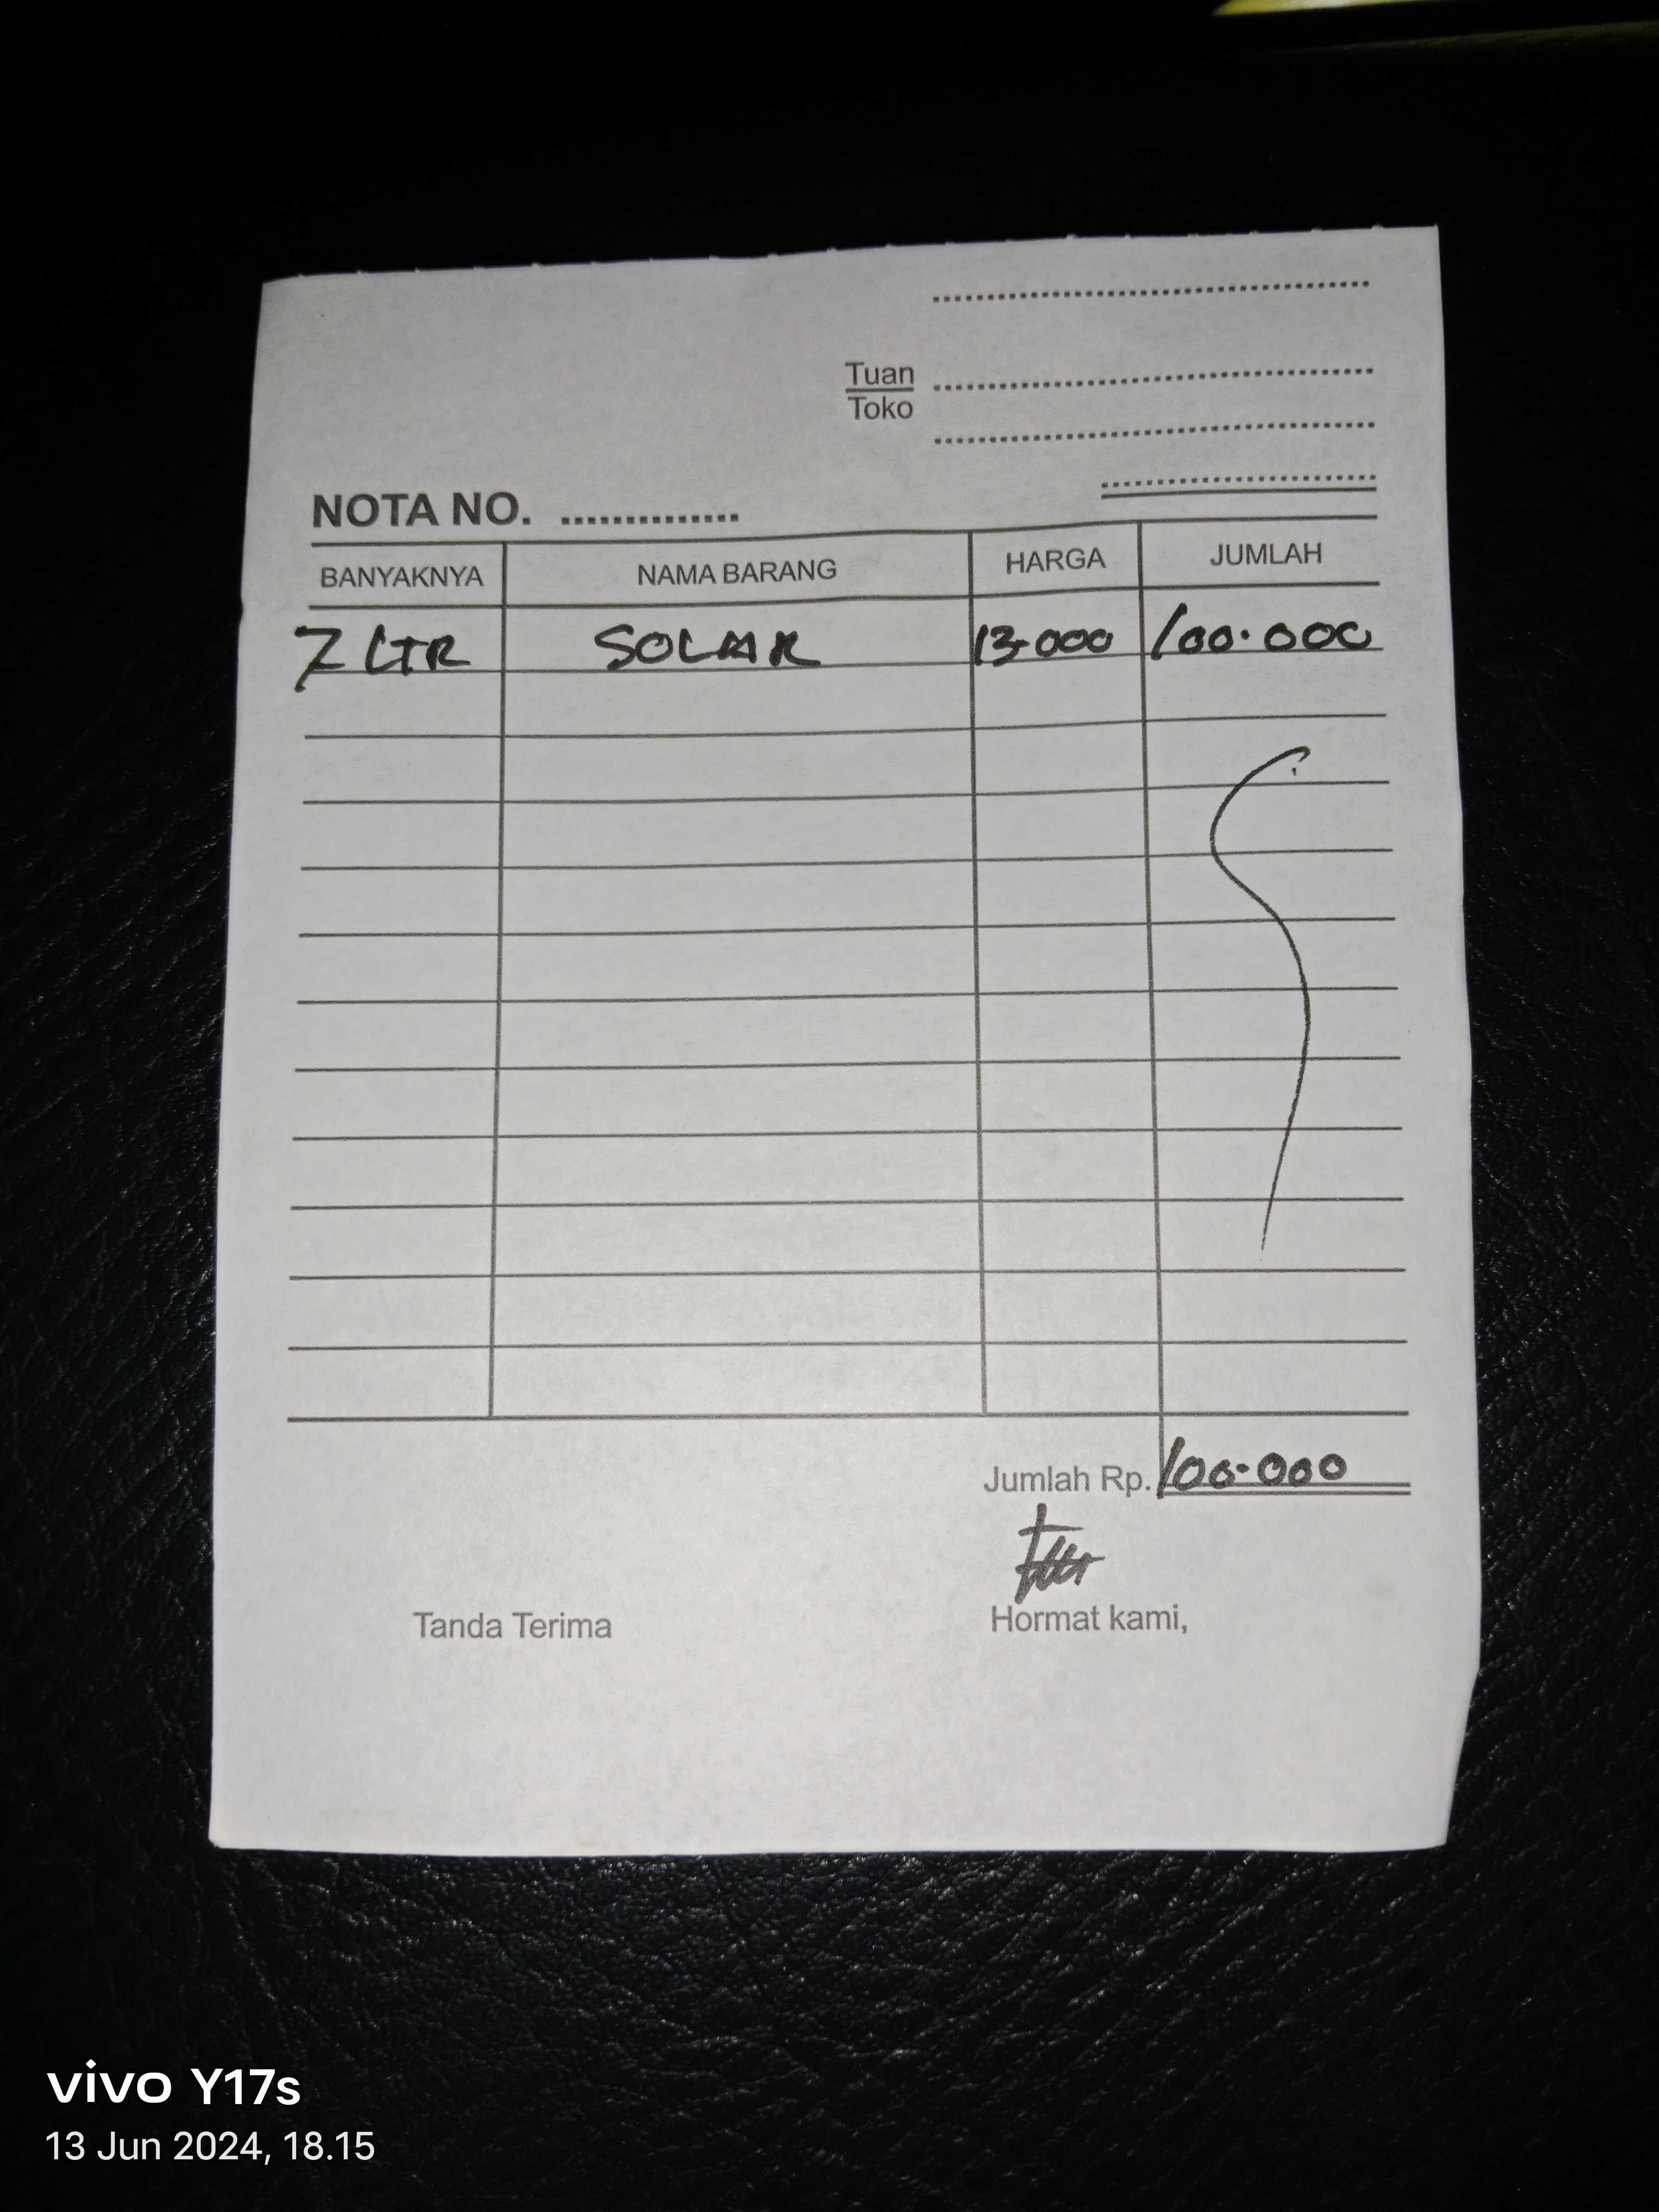 Tuan
Toko
NOTA NO. ..............
BANYAKNYA NAMA BARANG HARGA JUMLAH
7 LTR SOLAR 13.000 100.000
Jumlah Rp. 100.000
Tanda Terima Hormat kami,
vivo Y17s
13 Jun 2024, 18.15